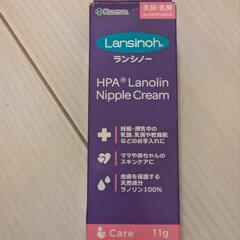 Kaneson
乳頭・乳房
Lansinoh®
ランシノー
HPA® Lanolin
Nipple Cream
妊娠・授乳中の
乳頭、乳房や乾燥肌
などのお手入れに
ママや赤ちゃんの
スキンケアに
皮膚を保護する
天然成分
ラノリン100%
Care
11g